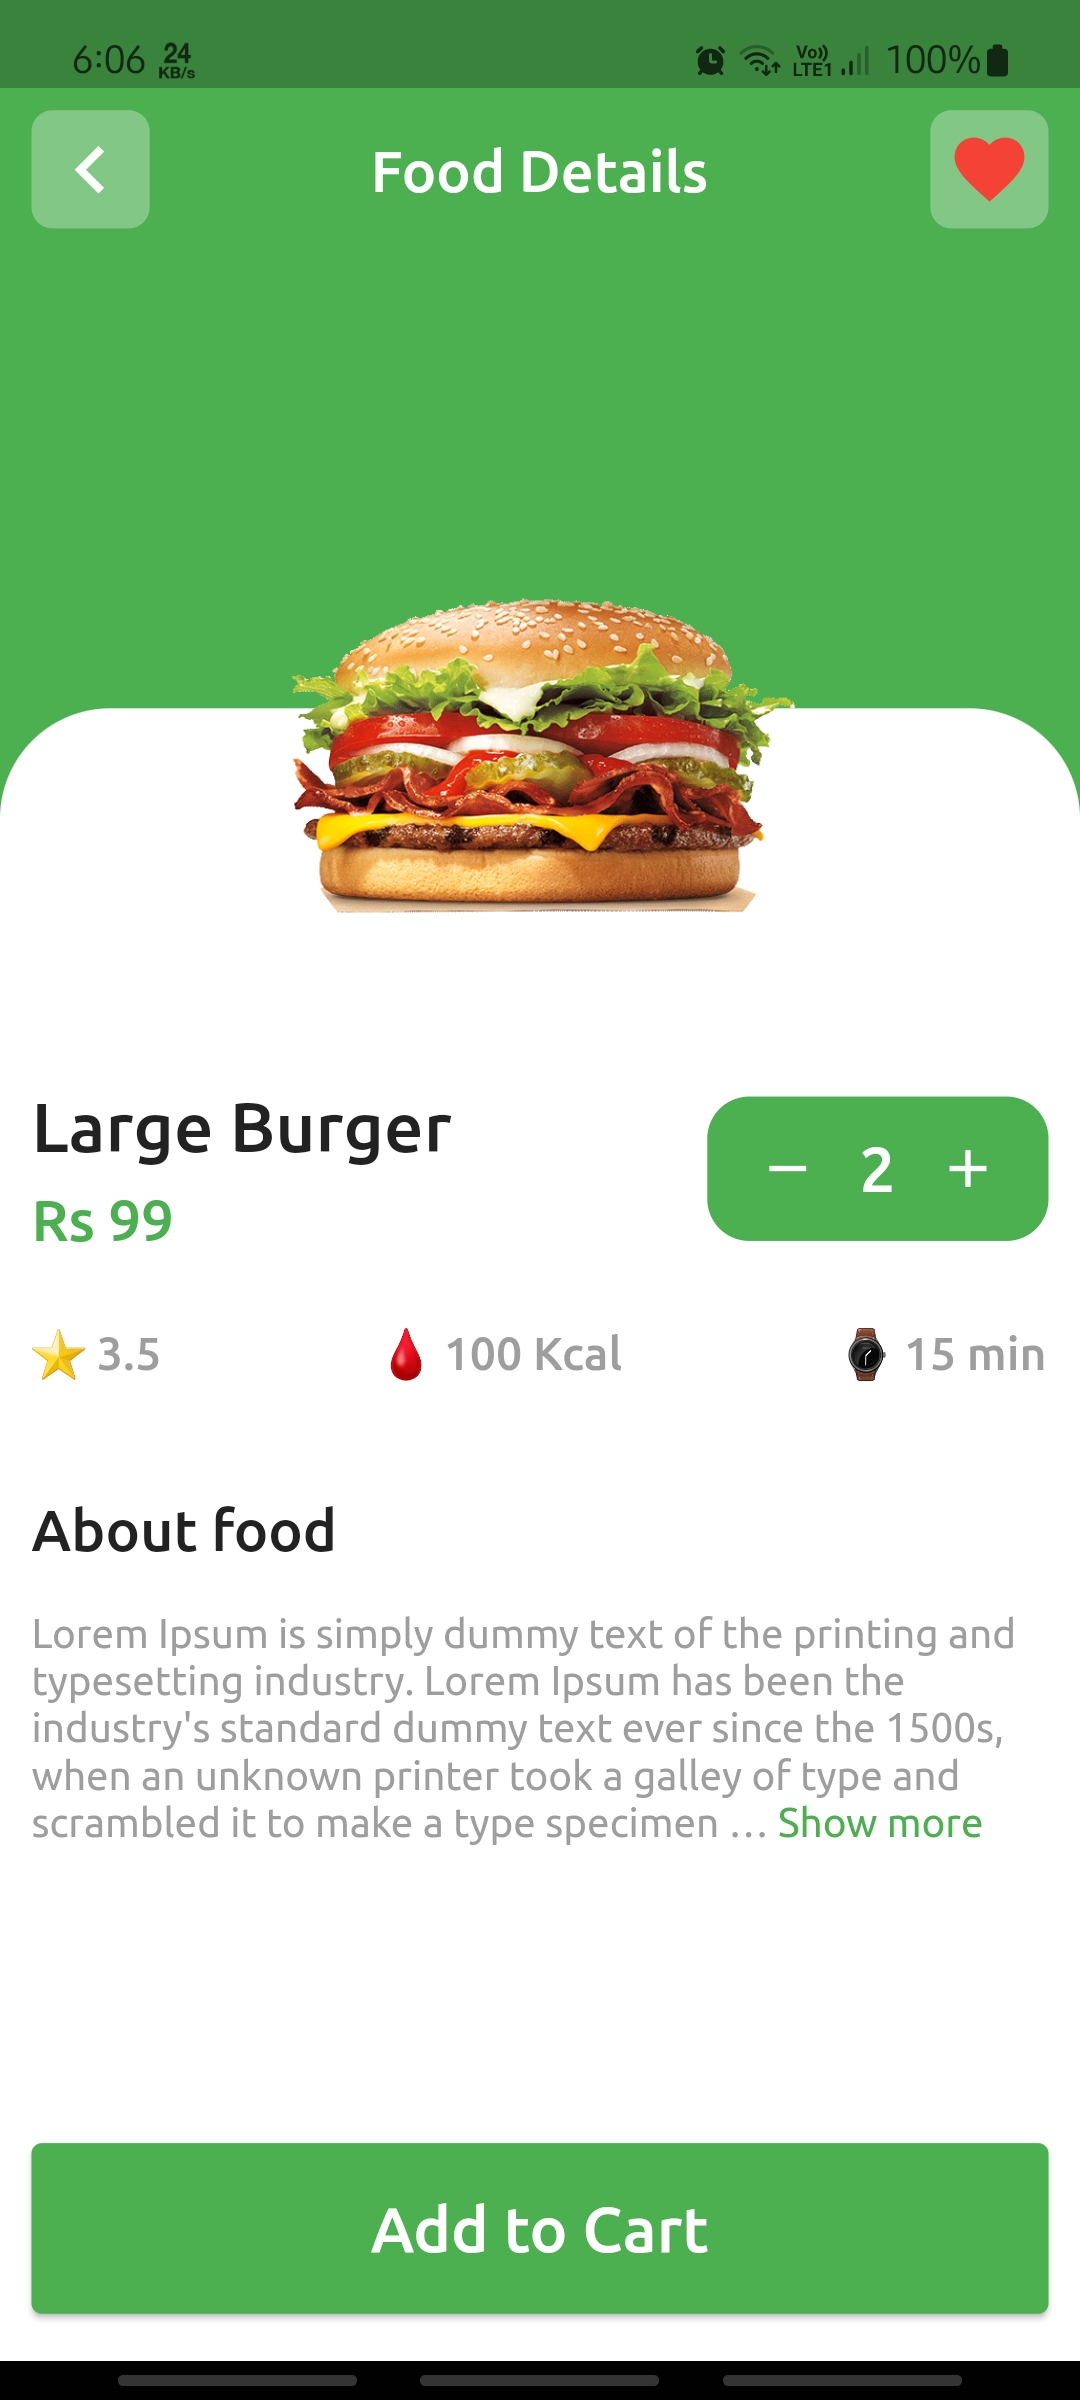 6:06 24 KB/s Vo)) LTE1 100%
Food Details
Large Burger
Rs 99
2
3.5 100 Kcal 15 min
About food
Lorem Ipsum is simply dummy text of the printing and
typesetting industry. Lorem Ipsum has been the
industry's standard dummy text ever since the 1500s,
when an unknown printer took a galley of type and
scrambled it to make a type specimen … Show more
Add to Cart